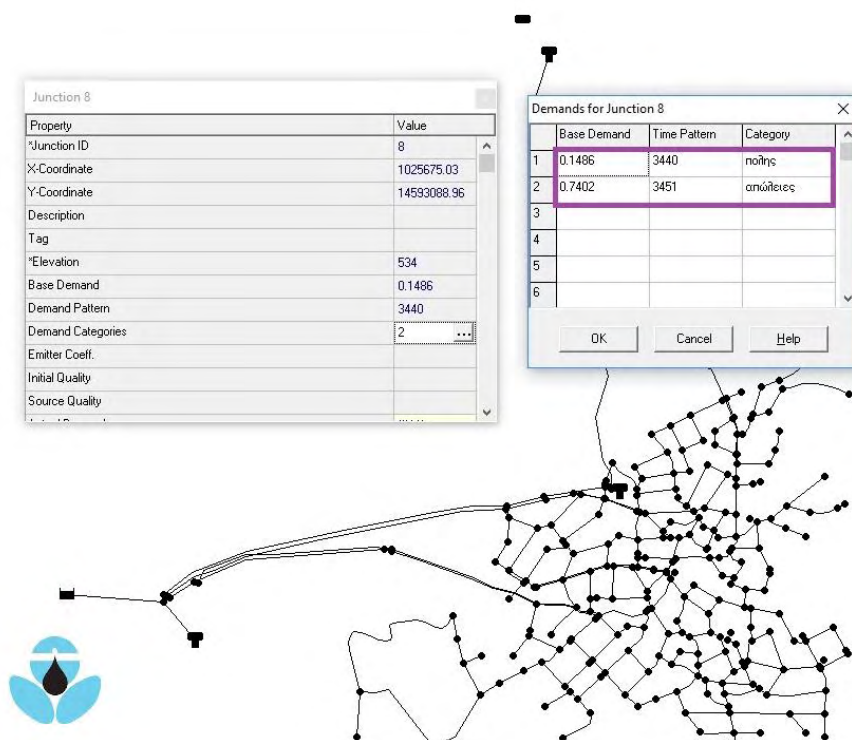 Junction 8
Property Value
*Junction ID 8
X-Coordinate 1025675.03
Y-Coordinate 14593088.96
Description
Tag
*Elevation 534
Base Demand 0.1486
Demand Pattern 3440
Demand Categories 2 ...
Emitter Coeff.
Initial Quality
Source Quality
Demands for Junction 8
Base Demand Time Pattern Category
1 0.1486 3440 πολης
2 0.7402 3451 απώλειες
3
4
5
6
OK Cancel Help